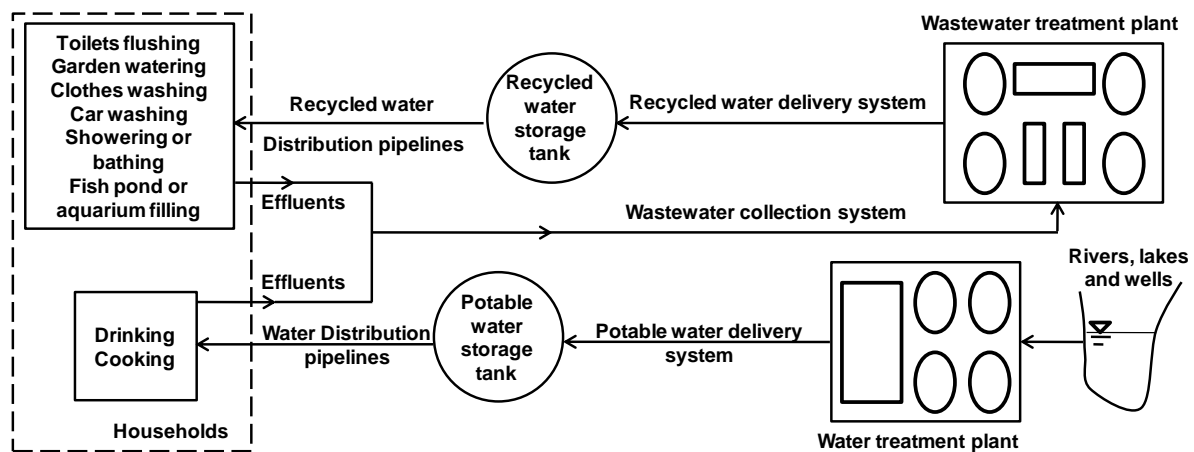 Toilets flushing
Garden watering
Clothes washing
Car washing
Showering or
bathing
Fish pond or
aquarium filling
Recycled water
Distribution pipelines
Recycled
water
storage
tank
Recycled water delivery system
Wastewater treatment plant
Effluents
Wastewater collection system
Effluents
Drinking
Cooking
Water Distribution
pipelines
Potable
water
storage
tank
Potable water delivery
system
Rivers, lakes
and wells
Households
Water treatment plant